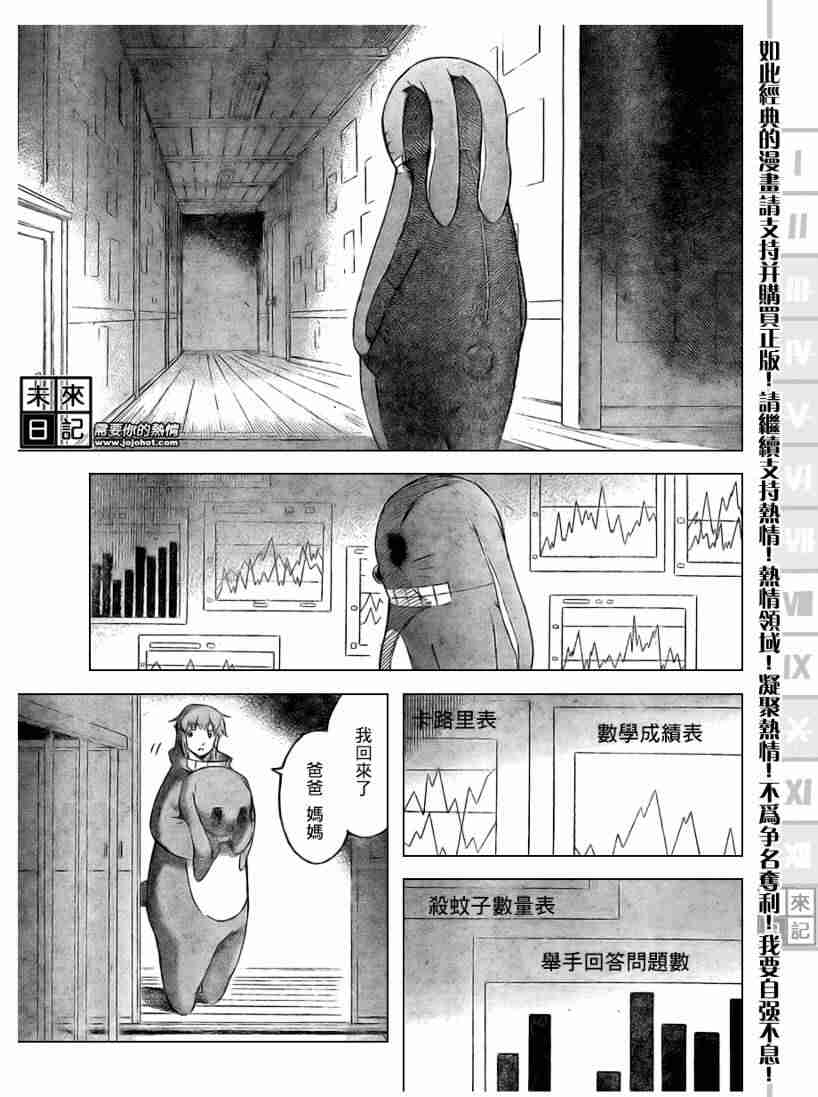 未來
日記
需要你的熱情
www.jojohot.com
數學成績表
卡路里表
殺蚊子數量表
舉手回答問題數
我回來了
爸爸 媽媽
如此經典的漫畫請支持并購買正版！請繼續支持熱情！熱情領域！凝聚熱情！不爲争名奪利！我要自强不息！
I
II
III
IV
V
VI
VII
VIII
IX
X
XI
來
記